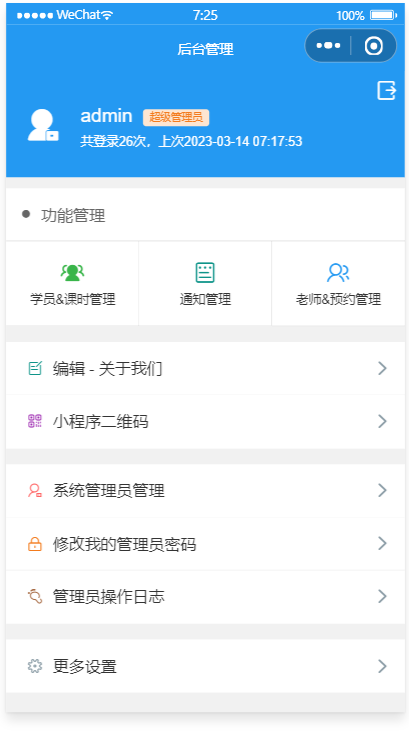 WeChat 7:25 100%
后台管理
admin 超级管理员
共登录26次，上次2023-03-14 07:17:53
功能管理
学员&课时管理 通知管理 老师&预约管理
编辑 - 关于我们
小程序二维码
系统管理员管理
修改我的管理员密码
管理员操作日志
更多设置